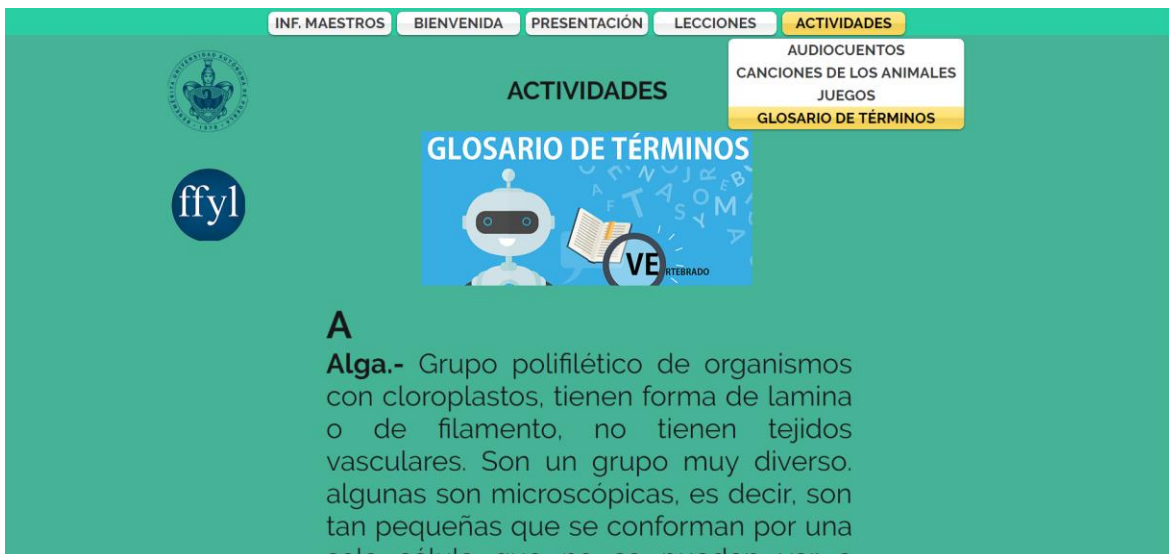 INF. MAESTROS BIENVENIDA PRESENTACIÓN LECCIONES ACTIVIDADES
AUDIOCUENTOS
CANCIONES DE LOS ANIMALES
JUEGOS
GLOSARIO DE TÉRMINOS
ACTIVIDADES
GLOSARIO DE TÉRMINOS
VERTEBRADO
ffyl
A
Alga.- Grupo polifilético de organismos
con cloroplastos, tienen forma de lamina
o de filamento, no tienen tejidos
vasculares. Son un grupo muy diverso.
algunas son microscópicas, es decir, son
tan pequeñas que se conforman por una